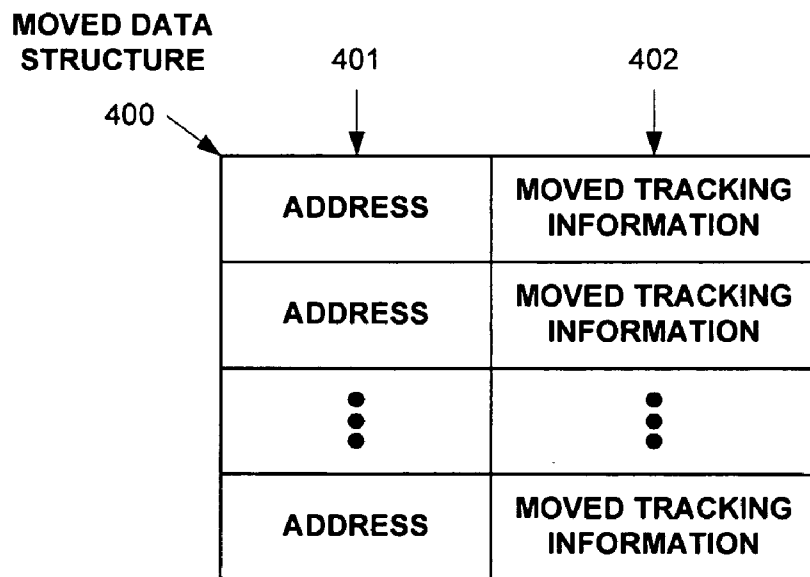 MOVED DATA
STRUCTURE
401
402
400
ADDRESS
MOVED TRACKING
INFORMATION
ADDRESS
MOVED TRACKING
INFORMATION
ADDRESS
MOVED TRACKING
INFORMATION